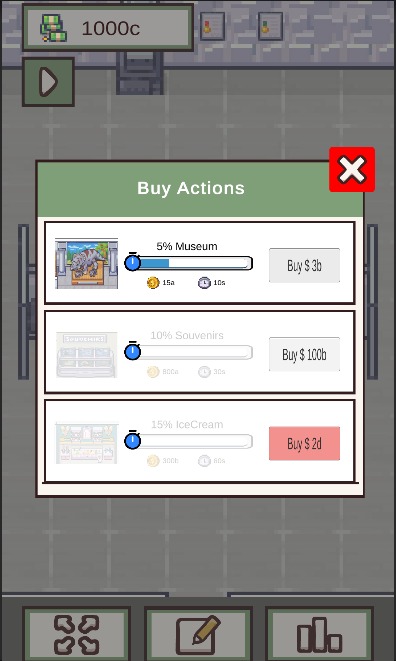 1000c
Buy Actions
5% Museum
15a
10s
Buy $ 3b
10% Souvenirs
800a
30s
Buy $ 100b
15% IceCream
300b
60s
Buy $ 2d